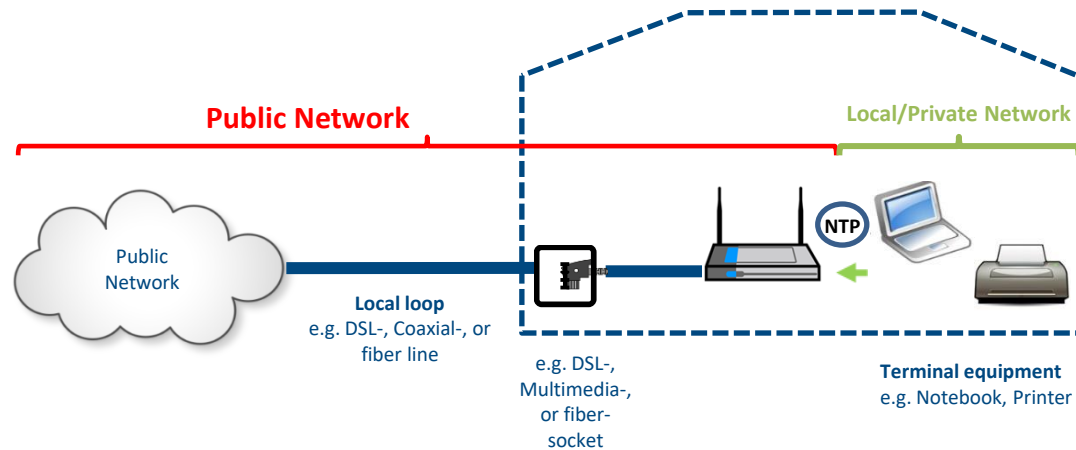 Public Network
Local/Private Network
NTP
Public
Network
Local loop
e.g. DSL-, Coaxial-, or
fiber line
e.g. DSL-,
Multimedia-,
or fiber-
socket
Terminal equipment
e.g. Notebook, Printer